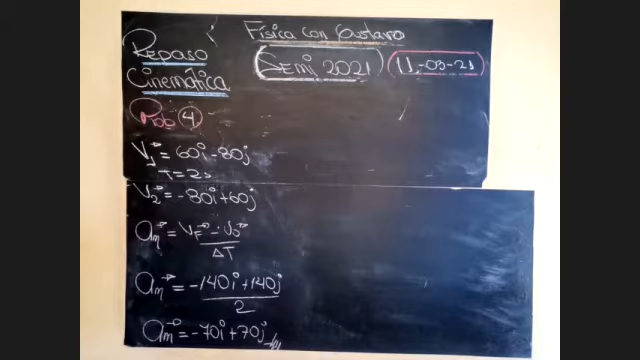 Física con Gustavo
Repaso
Cinemática
Semi 2021
11-03-21
Prob 4
V₁⃗ = 60i - 80j
T = 2s
V₂⃗ = -80i + 60j
am⃗ = VF⃗ - V₀⃗ / ΔT
am⃗ = -140i + 140j / 2
am⃗ = -70i + 70j //